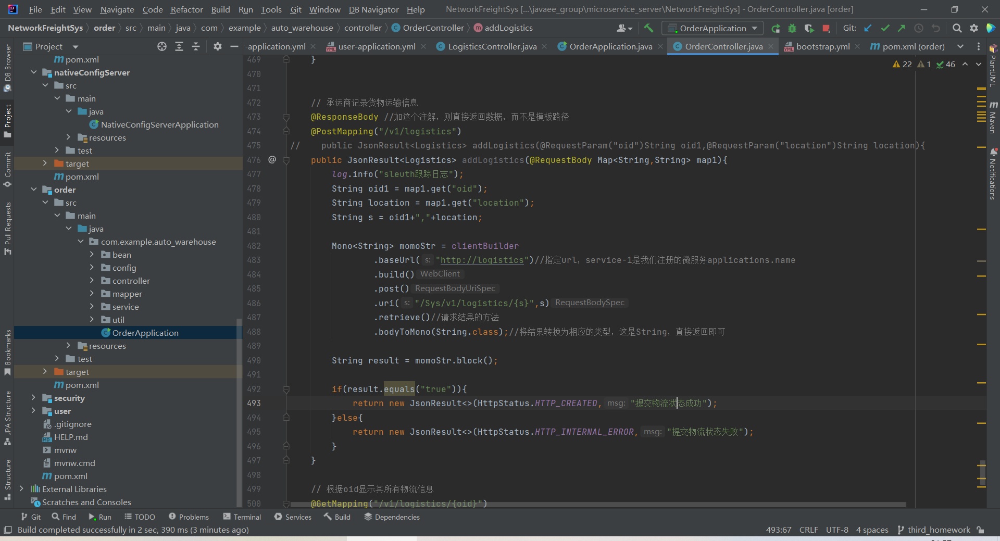 File Edit View Navigate Code Refactor Build Run Tools Git Window DB Navigator Help NetworkFreightSys [...\javaee_group\microservice_server\NetworkFreightSys] - OrderController.java [order]
NetworkFreightSys order src main java com example auto_warehouse controller OrderController addLogistics OrderApplication Git:
Project -application.yml user-application.yml LogisticsController.java OrderApplication.java OrderController.java bootstrap.yml pom.xml (order)
DB Browser
Project
Commit
Pull Requests
Bookmarks
JPA Structure
Structure
pom.xml
nativeConfigServer
src
main
java
NativeConfigServerApplication
resources
test
target
pom.xml
order
src
main
java
com.example.auto_warehouse
bean
config
controller
mapper
service
util
OrderApplication
resources
test
target
pom.xml
security
user
.gitignore
HELP.md
mvnw
mvnw.cmd
pom.xml
External Libraries
Scratches and Consoles
22 1 46
469 }
470
471
472 // 承运商记录货物运输信息
473 @ResponseBody //加这个注解，则直接返回数据，而不是模板路径
474 @PostMapping("/v1/logistics")
475 // public JsonResult<Logistics> addLogistics(@RequestParam("oid")String oid1,@RequestParam("location")String location){
476 @ public JsonResult<Logistics> addLogistics(@RequestBody Map<String,String> map1){
477 log.info("sleuth跟踪日志");
478 String oid1 = map1.get("oid");
479 String location = map1.get("location");
480 String s = oid1+","+location;
481
482 Mono<String> momoStr = clientBuilder
483 .baseUrl( s: "http://logistics")//指定url，service-1是我们注册的微服务applications.name
484 .build() WebClient
485 .post() RequestBodyUriSpec
486 .uri( s: "/Sys/v1/logistics/{s}",s) RequestBodySpec
487 .retrieve()//请求结果的方法
488 .bodyToMono(String.class);//将结果转换为相应的类型，这是String，直接返回即可
489
490 String result = momoStr.block();
491
492 if(result.equals("true")){
493 return new JsonResult<>(HttpStatus.HTTP_CREATED, msg: "提交物流状态成功");
494 }else{
495 return new JsonResult<>(HttpStatus.HTTP_INTERNAL_ERROR, msg: "提交物流状态失败");
496 }
497 }
498
499 // 根据oid显示其所有物流信息
500 @GetMapping("/v1/logistics/{oid}")
PlantUML
Maven
Notifications
Git Find Run TODO Problems Terminal Services Build Dependencies
Build completed successfully in 2 sec, 390 ms (3 minutes ago) 493:67 CRLF UTF-8 4 spaces third_homework